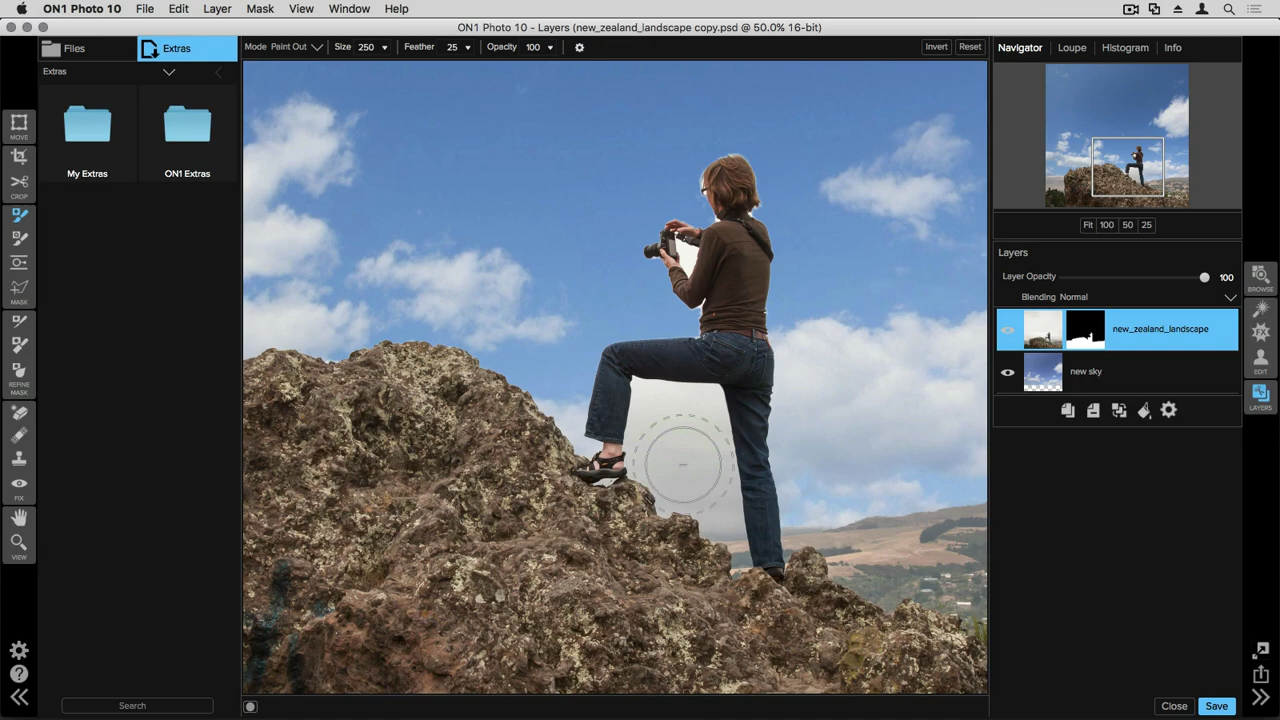 ON1 Photo 10 File Edit Layer Mask View Window Help
ON1 Photo 10 - Layers (new_zealand_landscape copy.psd @ 50.0% 16-bit)
Files Extras Mode Paint Out Size 250 Feather 25 Opacity 100 Invert Reset Navigator Loupe Histogram Info
Extras
MOVE
My Extras ON1 Extras
CROP
Fit 100 50 25
Layers
Layer Opacity 100
BROWSE
MASK
Blending Normal
new_zealand_landscape
FX
EDIT
new sky
REFINE
MASK
LAYERS
FIX
VIEW
Search
Close Save